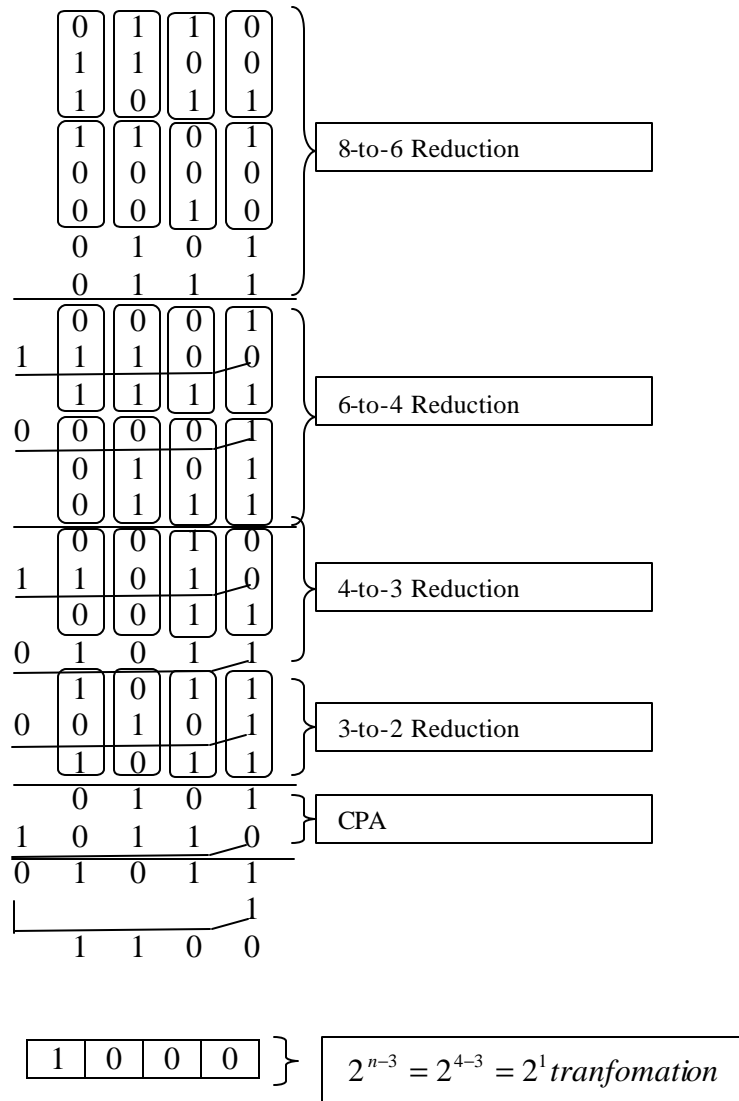 0 1 1 0
1 1 0 0
1 0 1 1
1 1 0 1
8-to-6 Reduction
0 0 0 0
0 0 1 0
0 1 0 1
0 1 1 1
0 0 0 1
1 1 1 0 0
1 1 1 1
6-to-4 Reduction
0 0 0 0 1
0 1 0 1
0 1 1 1
0 0 1 0
1 1 0 1 0
4-to-3 Reduction
0 0 1 1
0 1 0 1 1
1 0 1 1
0 0 1 0 1
3-to-2 Reduction
1 0 1 1
0 1 0 1
CPA
1 0 1 1 0
0 1 0 1 1
1
1 1 0 0
1 0 0 0
2^{n-3} = 2^{4-3} = 2^1 tranfomation